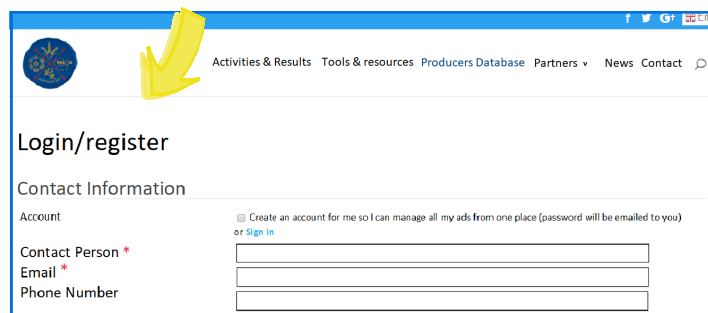 f G+ En
Activities & Results Tools & resources Producers Database Partners News Contact
Login/register
Contact Information
Account Create an account for me so I can manage all my ads from one place (password will be emailed to you)
or Sign in
Contact Person *
Email *
Phone Number